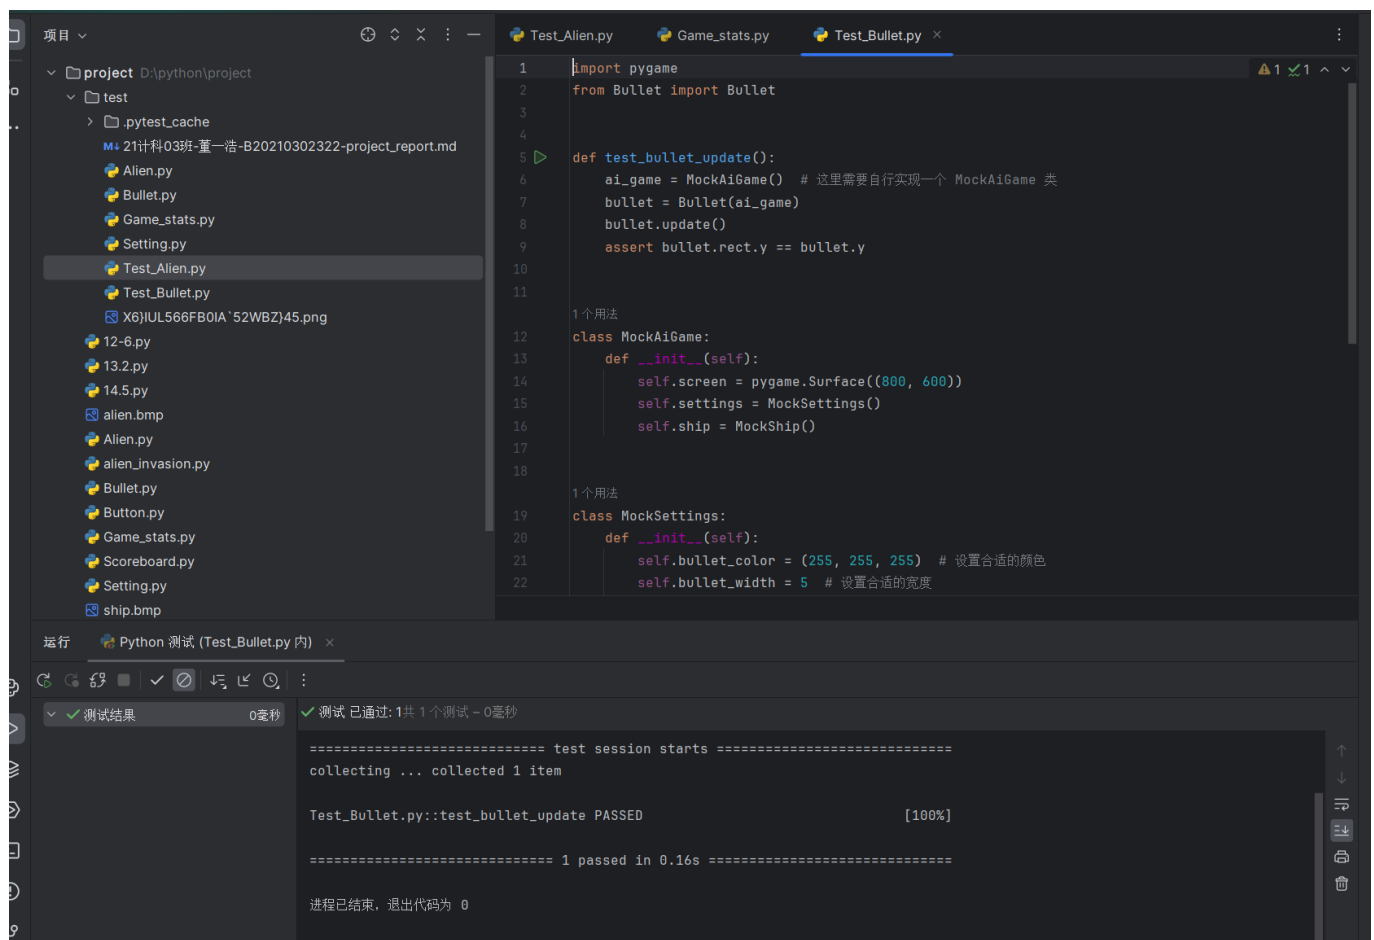 项目
project D:\python\project
test
.pytest_cache
M↓ 21计科03班-董一浩-B20210302322-project_report.md
Alien.py
Bullet.py
Game_stats.py
Setting.py
Test_Alien.py
Test_Bullet.py
X6}IUL566FB0IA`52WBZ}45.png
12-6.py
13.2.py
14.5.py
alien.bmp
Alien.py
alien_invasion.py
Bullet.py
Button.py
Game_stats.py
Scoreboard.py
Setting.py
ship.bmp
Test_Alien.py Game_stats.py Test_Bullet.py
1 1
1 import pygame
2 from Bullet import Bullet
3
4
5 def test_bullet_update():
6 ai_game = MockAiGame() # 这里需要自行实现一个 MockAiGame 类
7 bullet = Bullet(ai_game)
8 bullet.update()
9 assert bullet.rect.y == bullet.y
10
11
1个用法
12 class MockAiGame:
13 def __init__(self):
14 self.screen = pygame.Surface((800, 600))
15 self.settings = MockSettings()
16 self.ship = MockShip()
17
18
1个用法
19 class MockSettings:
20 def __init__(self):
21 self.bullet_color = (255, 255, 255) # 设置合适的颜色
22 self.bullet_width = 5 # 设置合适的宽度
运行 Python 测试 (Test_Bullet.py 内)
测试结果 0毫秒
测试 已通过: 1共 1 个测试 – 0毫秒
============================= test session starts =============================
collecting ... collected 1 item
Test_Bullet.py::test_bullet_update PASSED [100%]
============================== 1 passed in 0.16s ==============================
进程已结束，退出代码为 0